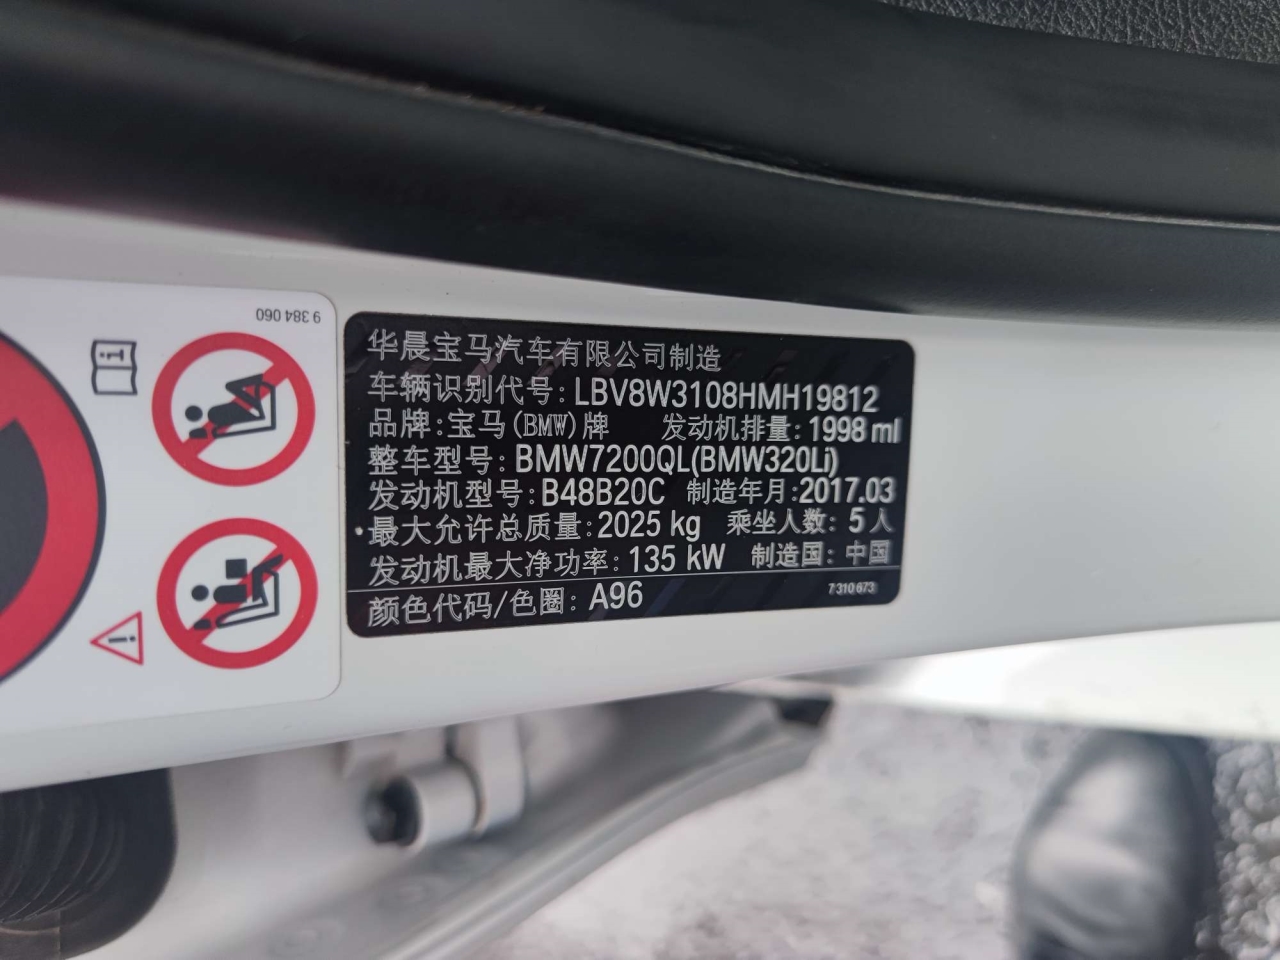 9 384 060
华晨宝马汽车有限公司制造
车辆识别代号: LBV8W3108HMH19812
品牌:宝马(BMW)牌 发动机排量: 1998 ml
整车型号: BMW7200QL(BMW320Li)
发动机型号: B48B20C 制造年月:2017.03
最大允许总质量: 2025 kg 乘坐人数: 5人
发动机最大净功率: 135 kW 制造国: 中国
颜色代码/色圈: A96 7310673